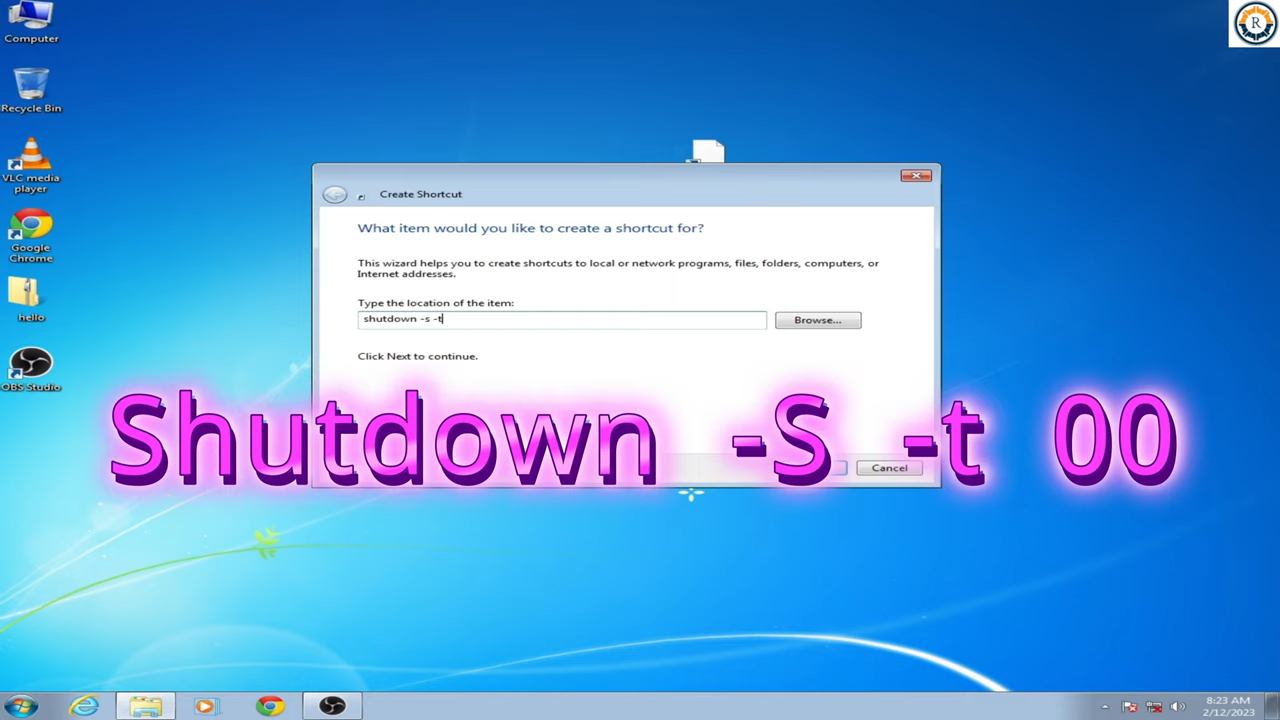 Computer
Recycle Bin
VLC media
player
Google
Chrome
hello
OBS Studio
R
Create Shortcut
What item would you like to create a shortcut for?
This wizard helps you to create shortcuts to local or network programs, files, folders, computers, or
Internet addresses.
Type the location of the item:
shutdown -s -t
Browse...
Click Next to continue.
Shutdown -S -t 00
Cancel
8:23 AM
2/12/2023